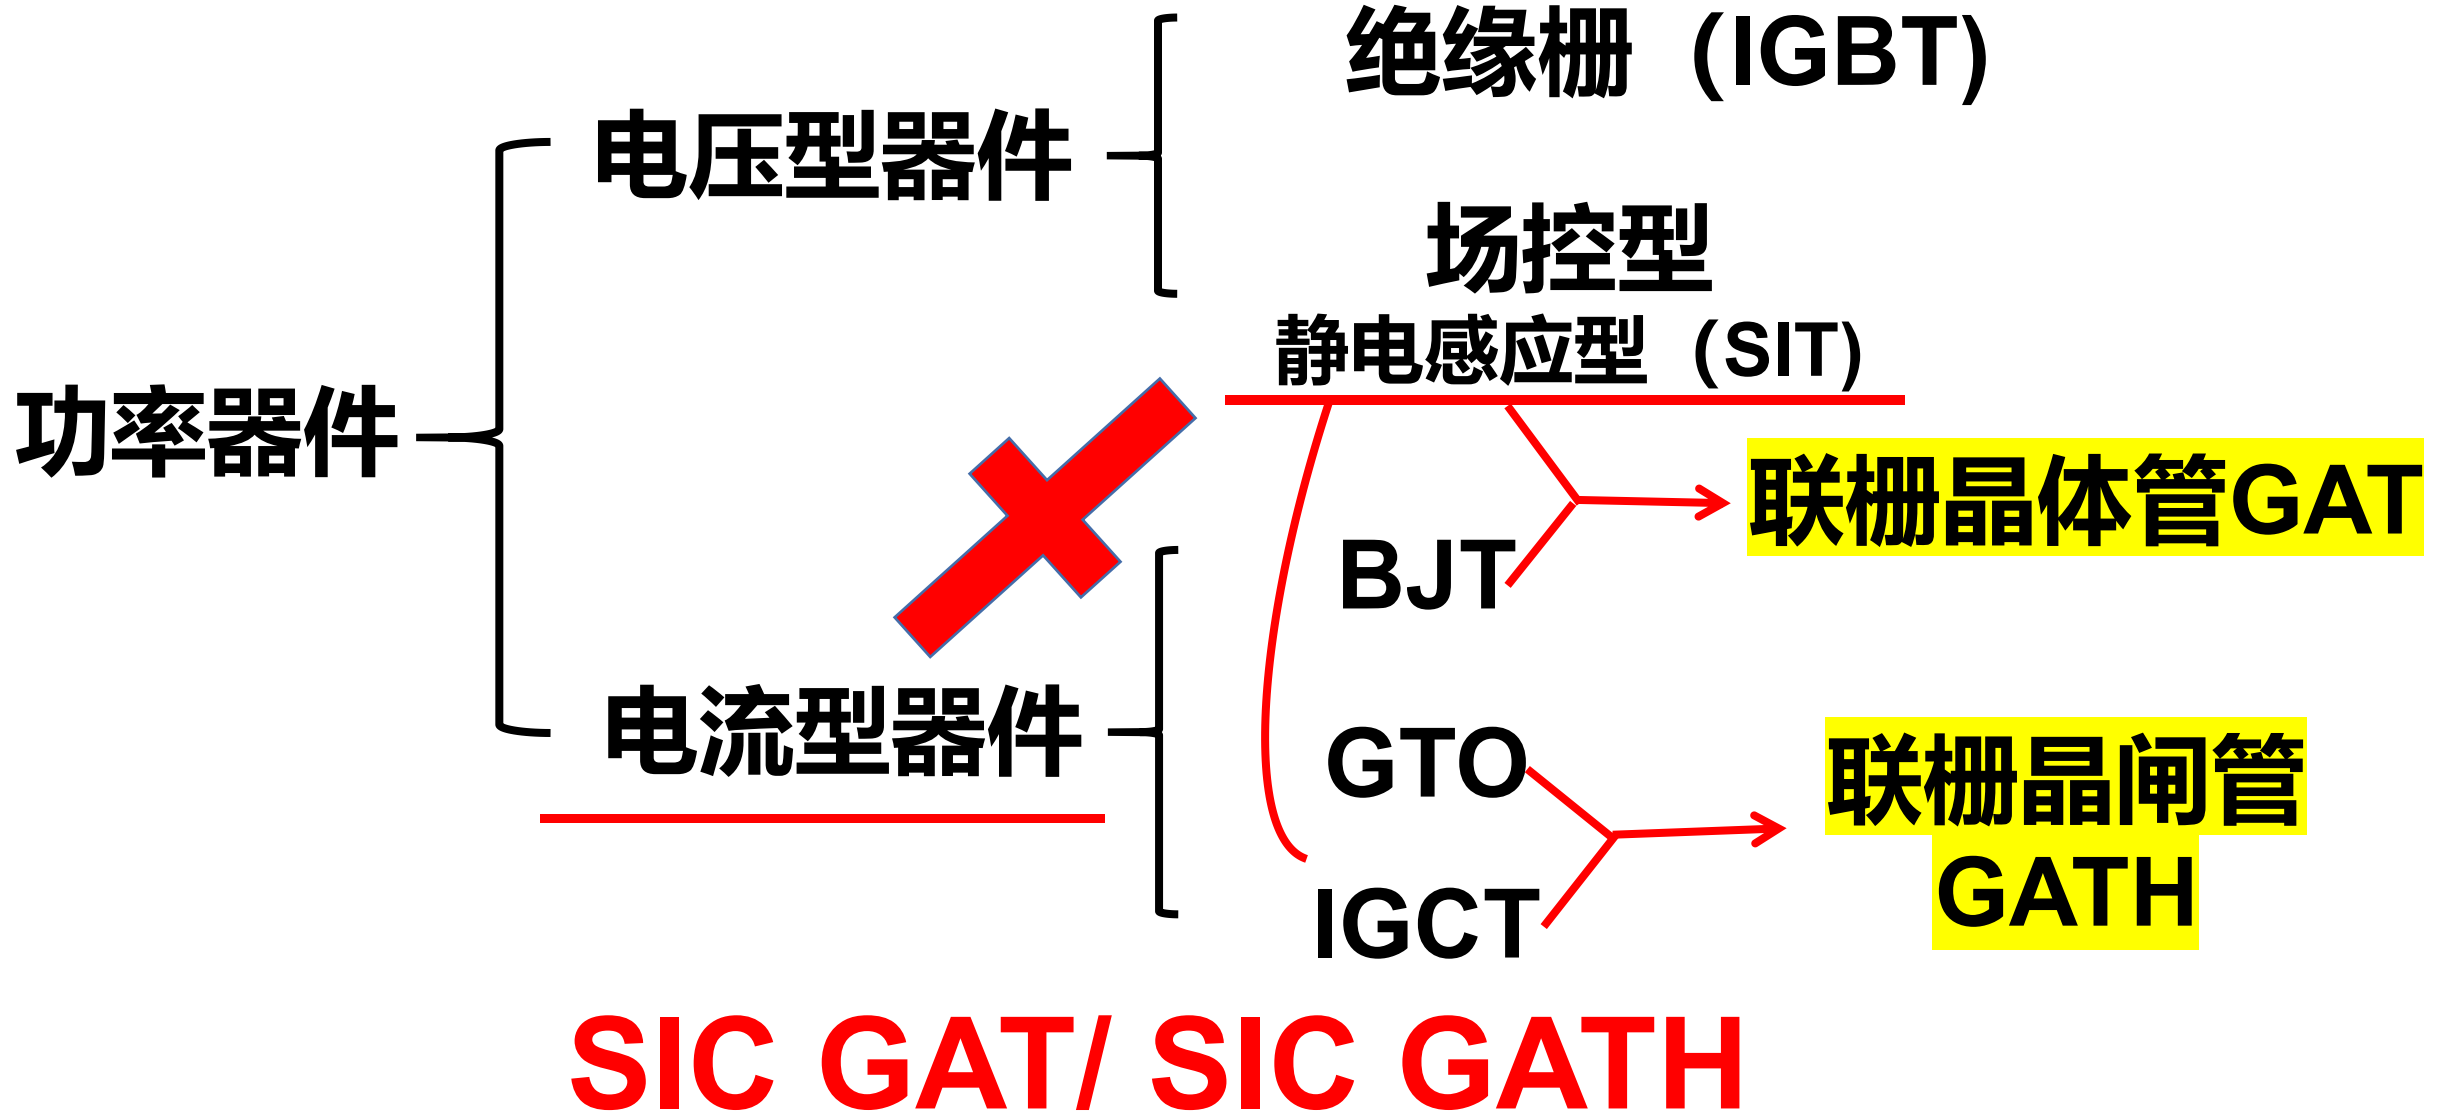 绝缘栅（IGBT)
电压型器件
场控型
静电感应型（SIT)
功率器件
联栅晶体管GAT
BJT
电流型器件
GTO
联栅晶闸管
GATH
IGCT
SIC GAT/ SIC GATH